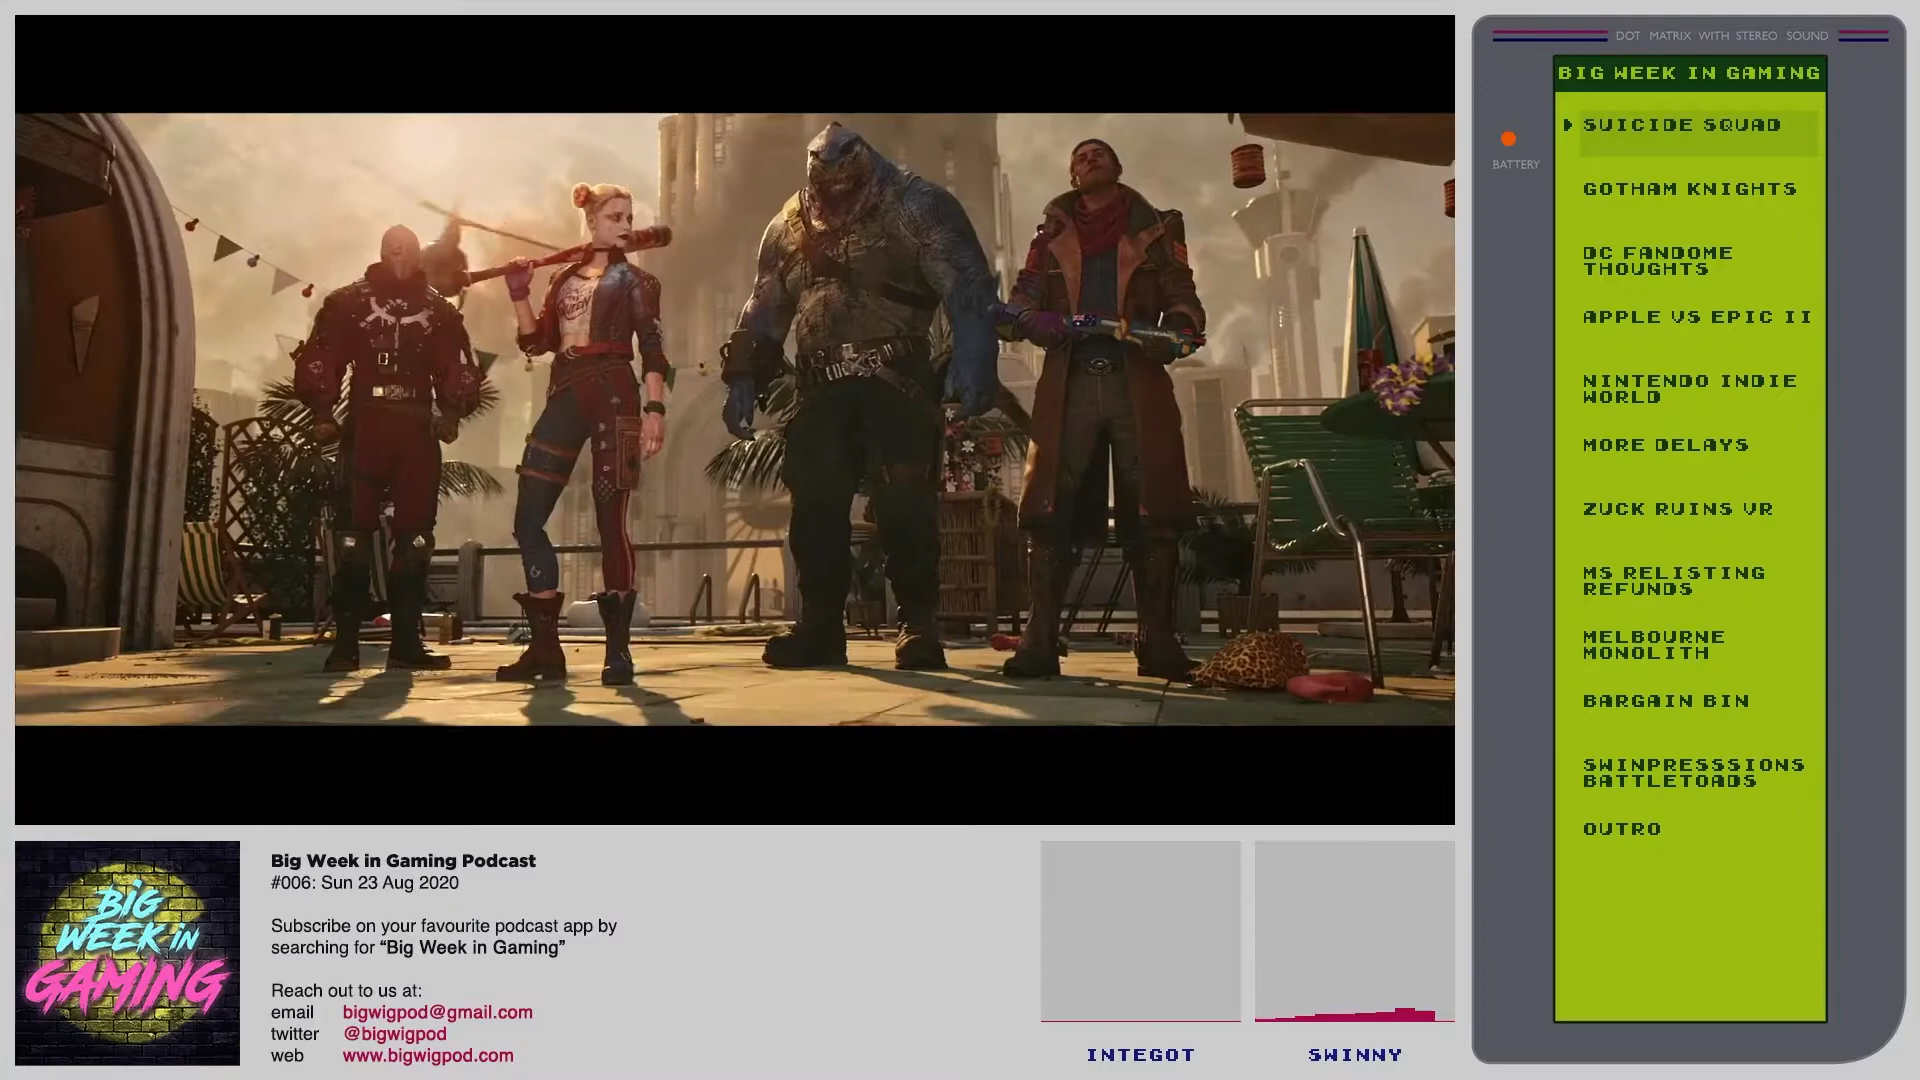 DOT MATRIX WITH STEREO SOUND
BIG WEEK IN GAMING
BATTERY
SUICIDE SQUAD
GOTHAM KNIGHTS
DC FANDOME
THOUGHTS
APPLE VS EPIC II
NINTENDO INDIE
WORLD
MORE DELAYS
ZUCK RUINS VR
MS RELISTING
REFUNDS
MELBOURNE
MONOLITH
BARGAIN BIN
SWINPRESSSIONS
BATTLETOADS
OUTRO
BIG
WEEK IN
GAMING
Big Week in Gaming Podcast
#006: Sun 23 Aug 2020
Subscribe on your favourite podcast app by
searching for “Big Week in Gaming”
Reach out to us at:
email bigwigpod@gmail.com
twitter @bigwigpod
web www.bigwigpod.com
INTEGOT
SWINNY